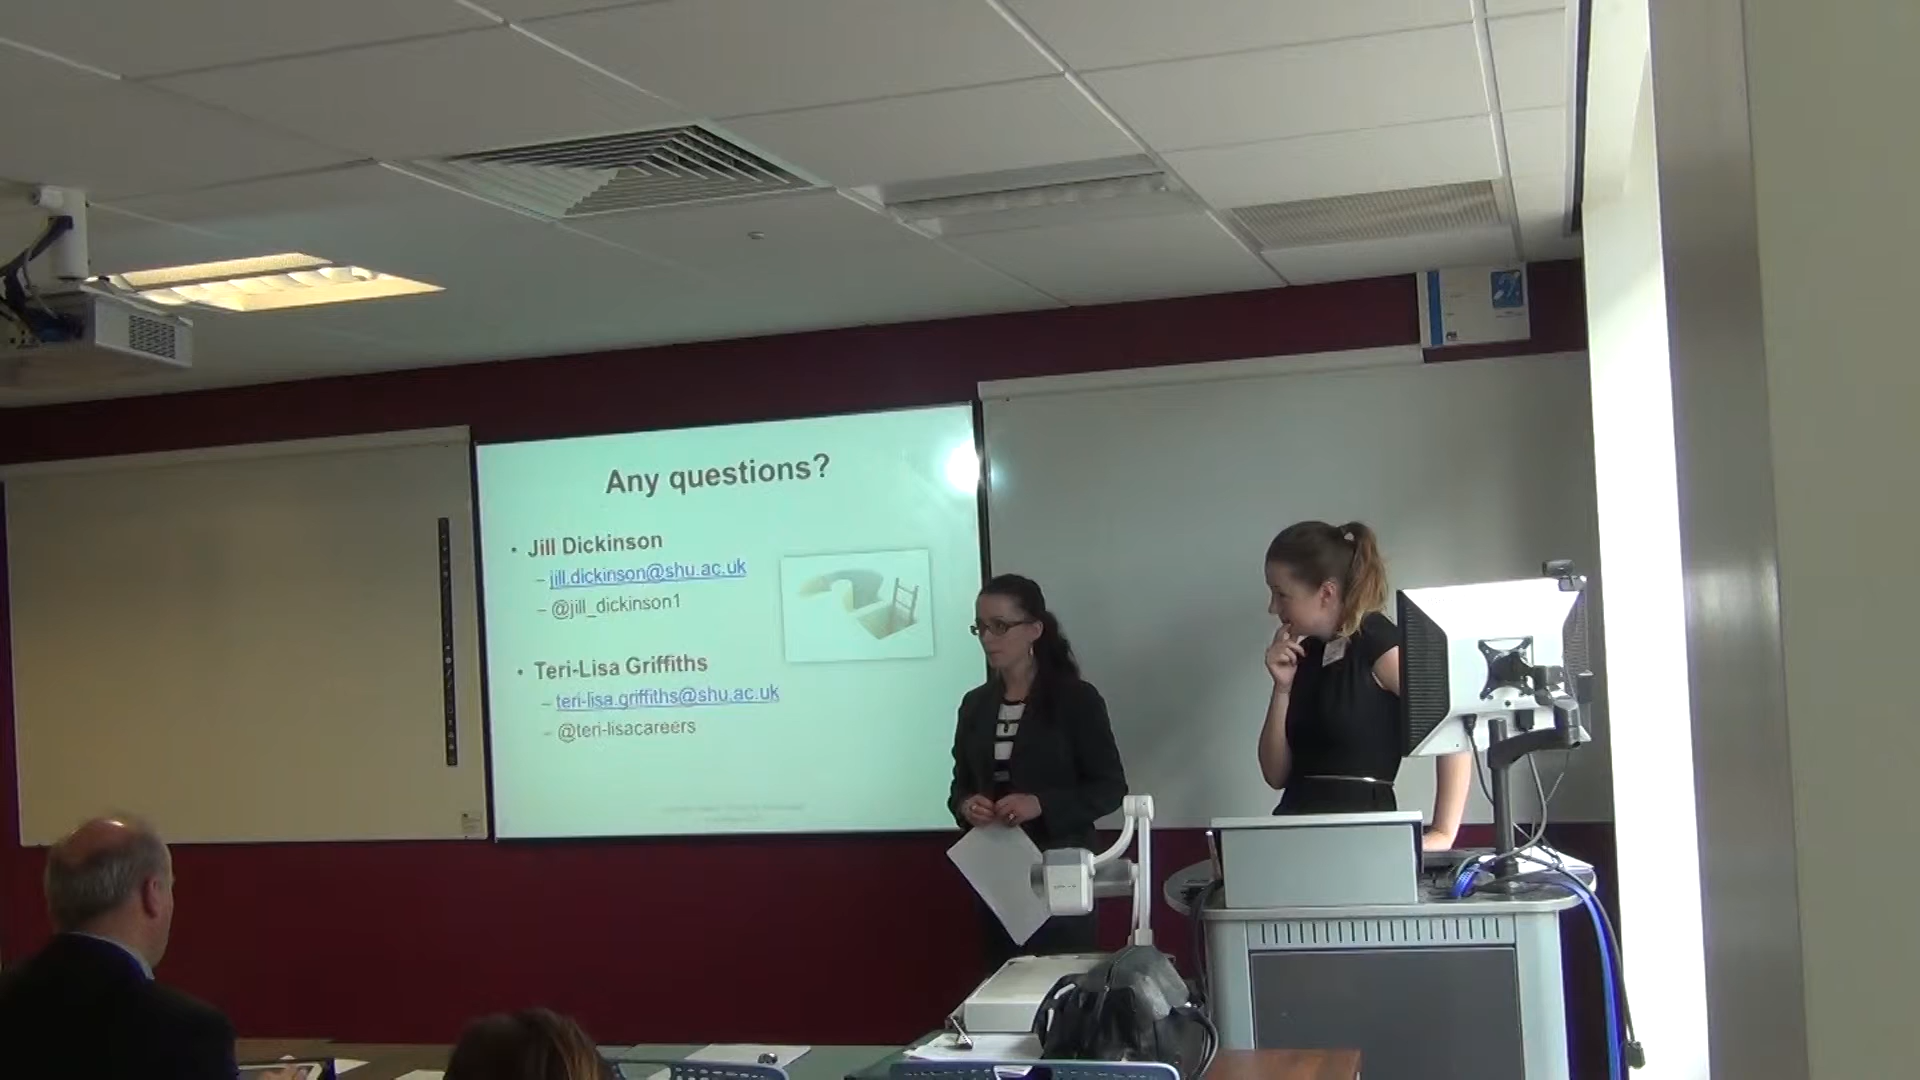 Any questions?
• Jill Dickinson
– jill.dickinson@shu.ac.uk
– @jill_dickinson1
• Teri-Lisa Griffiths
– teri-lisa.griffiths@shu.ac.uk
– @teri-lisacareers